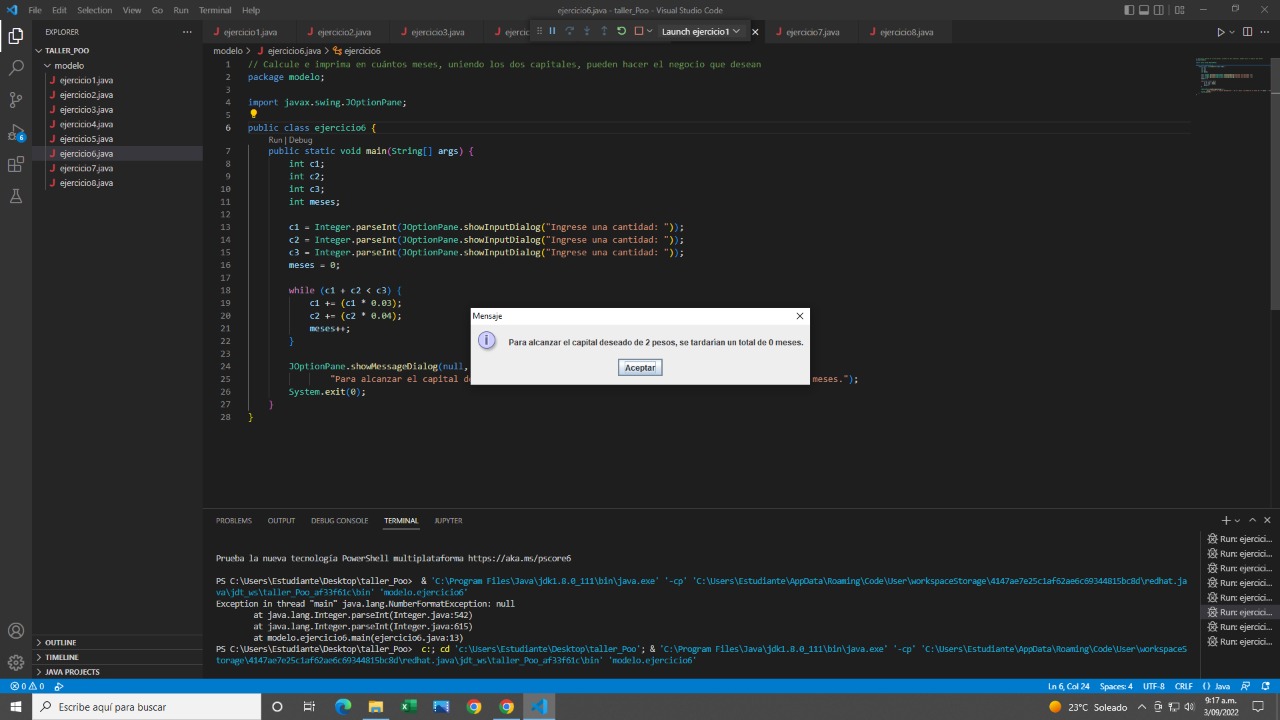 File Edit Selection View Go Run Terminal Help
ejercicio6.java - taller_Poo - Visual Studio Code
EXPLORER
TALLER_POO
modelo
ejercicio1.java
ejercicio2.java
ejercicio3.java
ejercicio4.java
ejercicio5.java
ejercicio6.java
ejercicio7.java
ejercicio8.java
OUTLINE
TIMELINE
JAVA PROJECTS
6
ejercicio1.java ejercicio2.java ejercicio3.java ejercic Launch ejercicio1 ejercicio7.java ejercicio8.java
modelo > ejercicio6.java > ejercicio6
1 // Calcule e imprima en cuántos meses, uniendo los dos capitales, pueden hacer el negocio que desean
2 package modelo;
3
4 import javax.swing.JOptionPane;
5
6 public class ejercicio6 {
Run | Debug
7 public static void main(String[] args) {
8 int c1;
9 int c2;
10 int c3;
11 int meses;
12
13 c1 = Integer.parseInt(JOptionPane.showInputDialog("Ingrese una cantidad: "));
14 c2 = Integer.parseInt(JOptionPane.showInputDialog("Ingrese una cantidad: "));
15 c3 = Integer.parseInt(JOptionPane.showInputDialog("Ingrese una cantidad: "));
16 meses = 0;
17
18 while (c1 + c2 < c3) {
19 c1 += (c1 * 0.03);
20 c2 += (c2 * 0.04);
21 meses++;
22 }
23
24 JOptionPane.showMessageDialog(null,
25 "Para alcanzar el capital de meses.");
26 System.exit(0);
27 }
28 }
Mensaje
Para alcanzar el capital deseado de 2 pesos, se tardarían un total de 0 meses.
Aceptar
PROBLEMS OUTPUT DEBUG CONSOLE TERMINAL JUPYTER
Prueba la nueva tecnología PowerShell multiplataforma https://aka.ms/pscore6
PS C:\Users\Estudiante\Desktop\taller_Poo> & 'C:\Program Files\Java\jdk1.8.0_111\bin\java.exe' '-cp' 'C:\Users\Estudiante\AppData\Roaming\Code\User\workspaceStorage\4147ae7e25c1af62ae6c69344815bc8d\redhat.ja
va\jdt_ws\taller_Poo_af33f61c\bin' 'modelo.ejercicio6'
Exception in thread "main" java.lang.NumberFormatException: null
at java.lang.Integer.parseInt(Integer.java:542)
at java.lang.Integer.parseInt(Integer.java:615)
at modelo.ejercicio6.main(ejercicio6.java:13)
PS C:\Users\Estudiante\Desktop\taller_Poo> c:; cd 'c:\Users\Estudiante\Desktop\taller_Poo'; & 'C:\Program Files\Java\jdk1.8.0_111\bin\java.exe' '-cp' 'C:\Users\Estudiante\AppData\Roaming\Code\User\workspaceS
torage\4147ae7e25c1af62ae6c69344815bc8d\redhat.java\jdt_ws\taller_Poo_af33f61c\bin' 'modelo.ejercicio6'
Run: ejercici...
Run: ejercici...
Run: ejercici...
Run: ejercici...
Run: ejercici...
Run: ejercici...
Run: ejercici...
Run: ejercici...
0 0 Ln 6, Col 24 Spaces: 4 UTF-8 CRLF {} Java
Escribe aquí para buscar
23°C Soleado
9:17 a.m.
3/09/2022